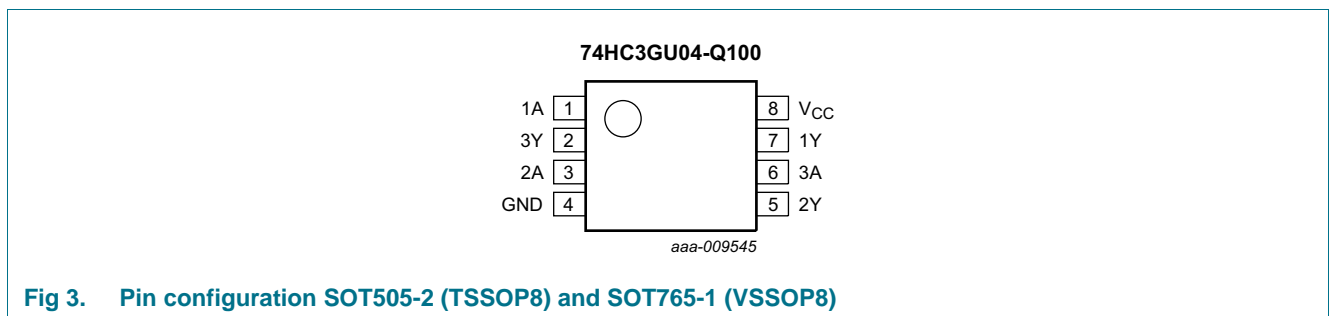 74HC3GU04-Q100
1A 1 8 VCC
3Y 2 7 1Y
2A 3 6 3A
GND 4 5 2Y
aaa-009545
Fig 3. Pin configuration SOT505-2 (TSSOP8) and SOT765-1 (VSSOP8)